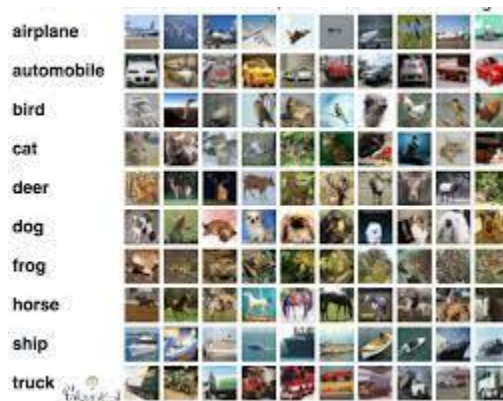 airplane
automobile
bird
cat
deer
dog
frog
horse
ship
truck